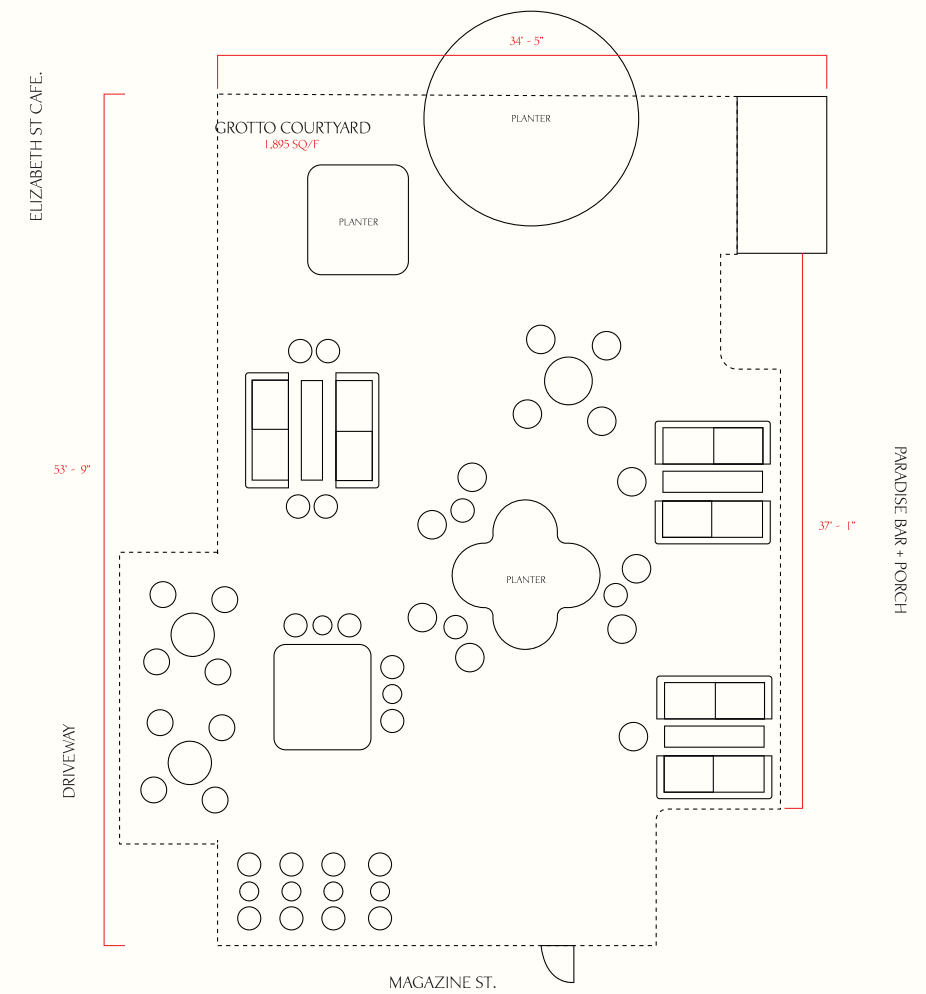 34' - 5"
ELIZABETH ST CAFE.
GROTTO COURTYARD
1,895 SQ/F
PLANTER
PLANTER
53' - 9"
PARADISE BAR + PORCH
37' - 1"
PLANTER
DRIVEWAY
MAGAZINE ST.